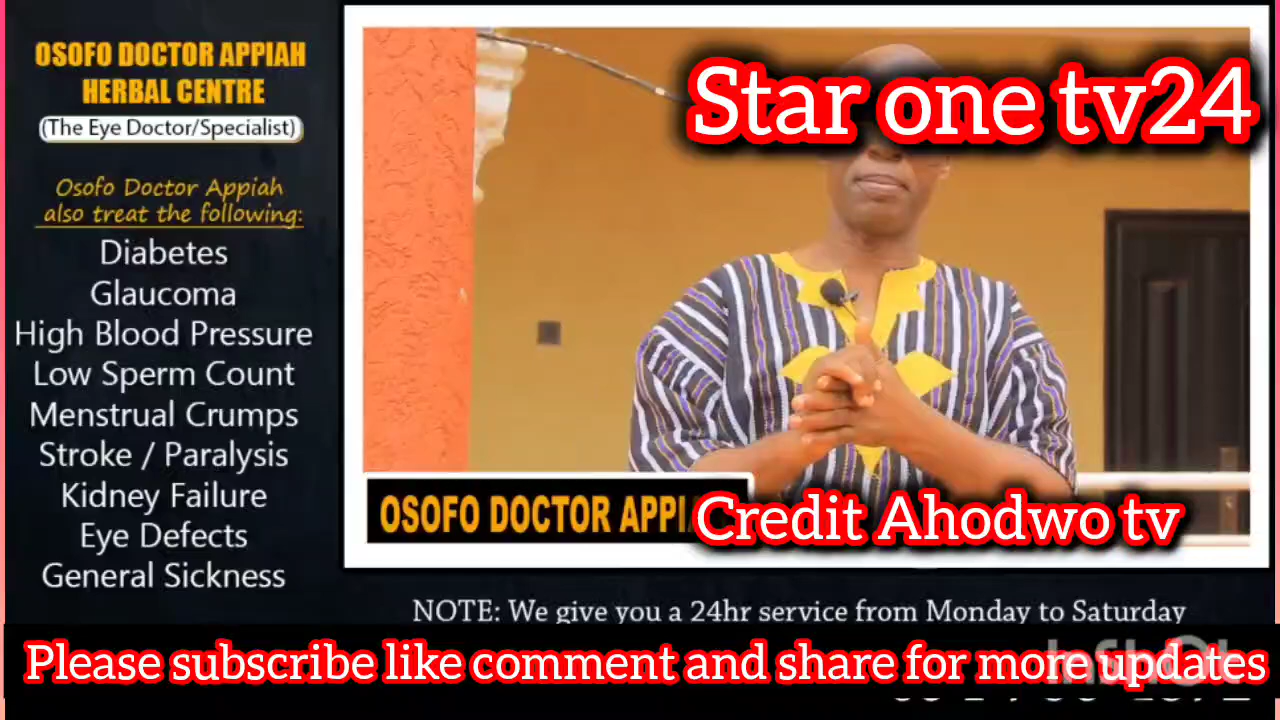 OSOFO DOCTOR APPIAH
HERBAL CENTRE
(The Eye Doctor/Specialist)
Osofo Doctor Appiah
also treat the following:
Diabetes
Glaucoma
High Blood Pressure
Low Sperm Count
Menstrual Crumps
Stroke / Paralysis
Kidney Failure
Eye Defects
General Sickness
Star one tv24
OSOFO DOCTOR APPI
Credit Ahodwo tv
NOTE: We give you a 24hr service from Monday to Saturday
Please subscribe like comment and share for more updates